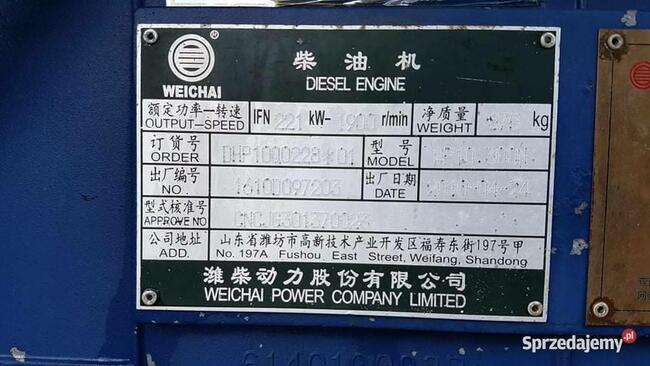 ®
WEICHAI
柴油机
DIESEL ENGINE
额定功率—转速 IFN 221 kW- 1900 r/min 净质量 kg
OUTPUT—SPEED WEIGHT
订货号 DHP10Q0228*01 型号
ORDER MODEL
出厂编号 1610D097203 出厂日期
NO. DATE
型式核准号
APPROVE NO
公司地址 山东省潍坊市高新技术产业开发区福寿东街197号甲
ADD. No. 197A Fushou East Street, Weifang, Shandong
潍柴动力股份有限公司
WEICHAI POWER COMPANY LIMITED
Sprzedajemy.pl